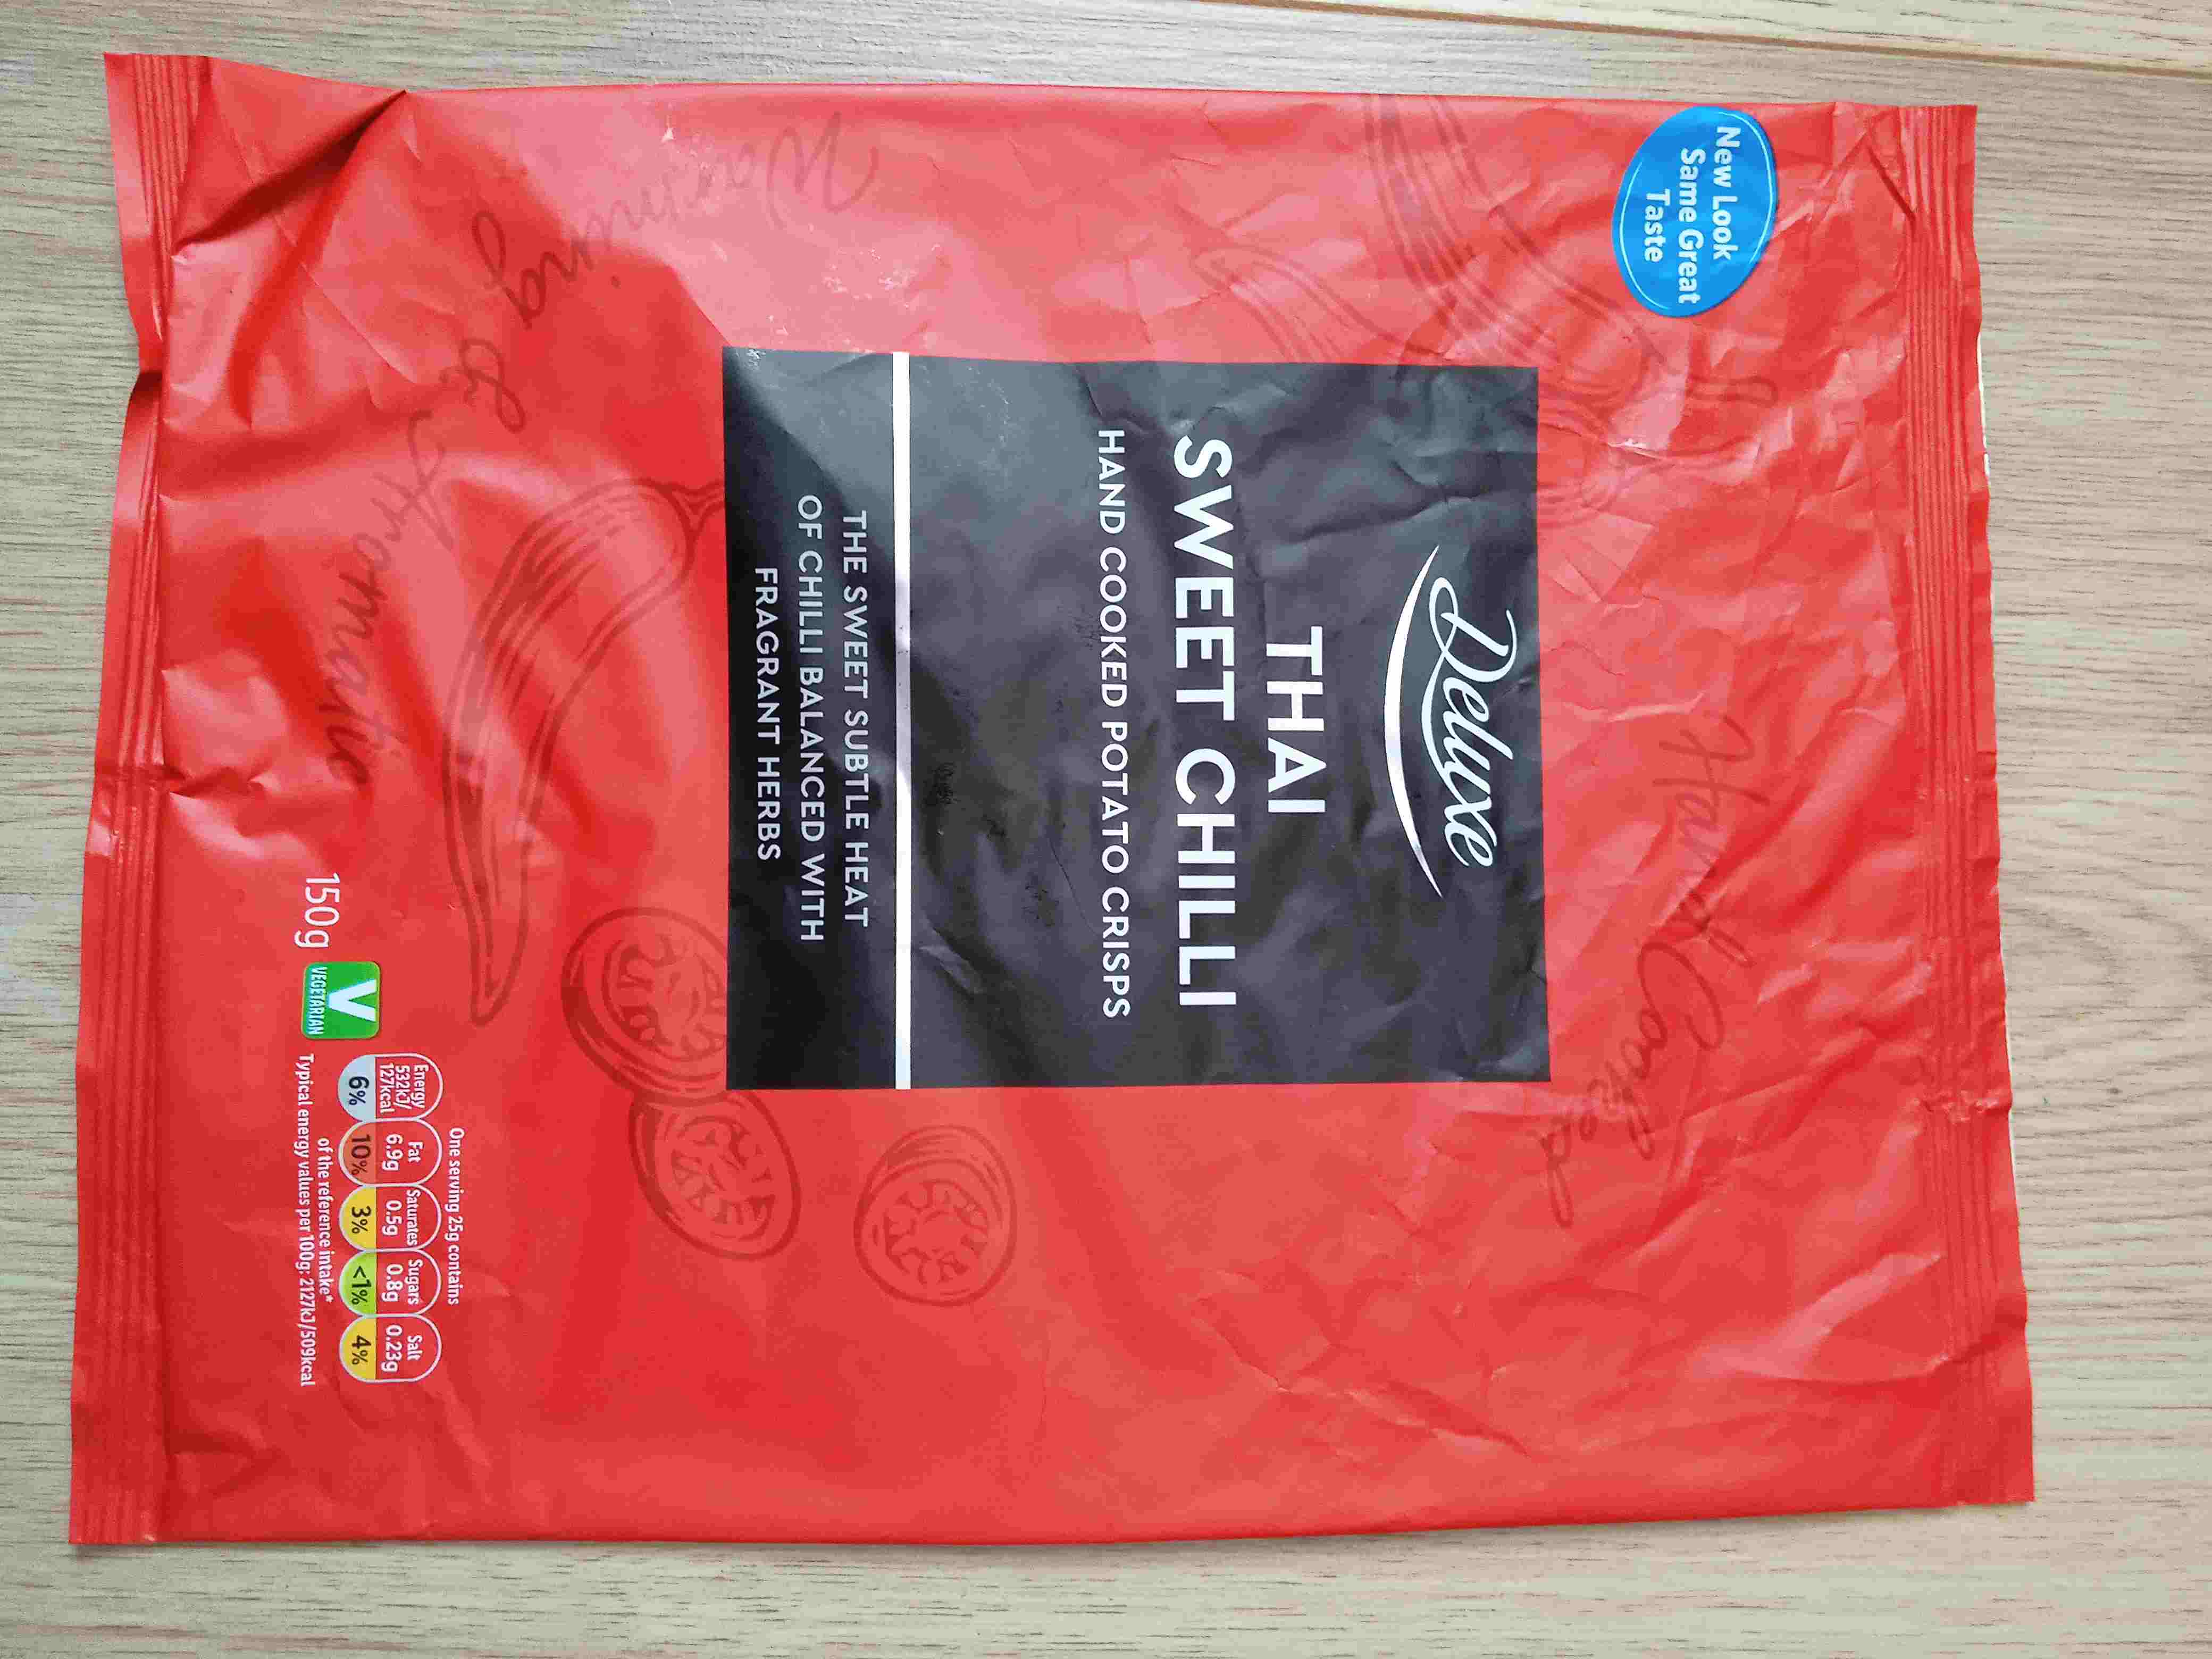 New Look
Same Great
Taste
Hand Cooked
Deluxe
THAI
SWEET CHILLI
HAND COOKED POTATO CRISPS
THE SWEET SUBTLE HEAT
OF CHILLI BALANCED WITH
FRAGRANT HERBS
Warming & Aromatic
150g
V
VEGETARIAN
One serving 25g contains
Energy 532kJ/ 127kcal 6%
Fat 6.9g 10%
Saturates 0.5g 3%
Sugars 0.8g <1%
Salt 0.23g 4%
of the reference intake*
Typical energy values per 100g: 2127kJ/509kcal